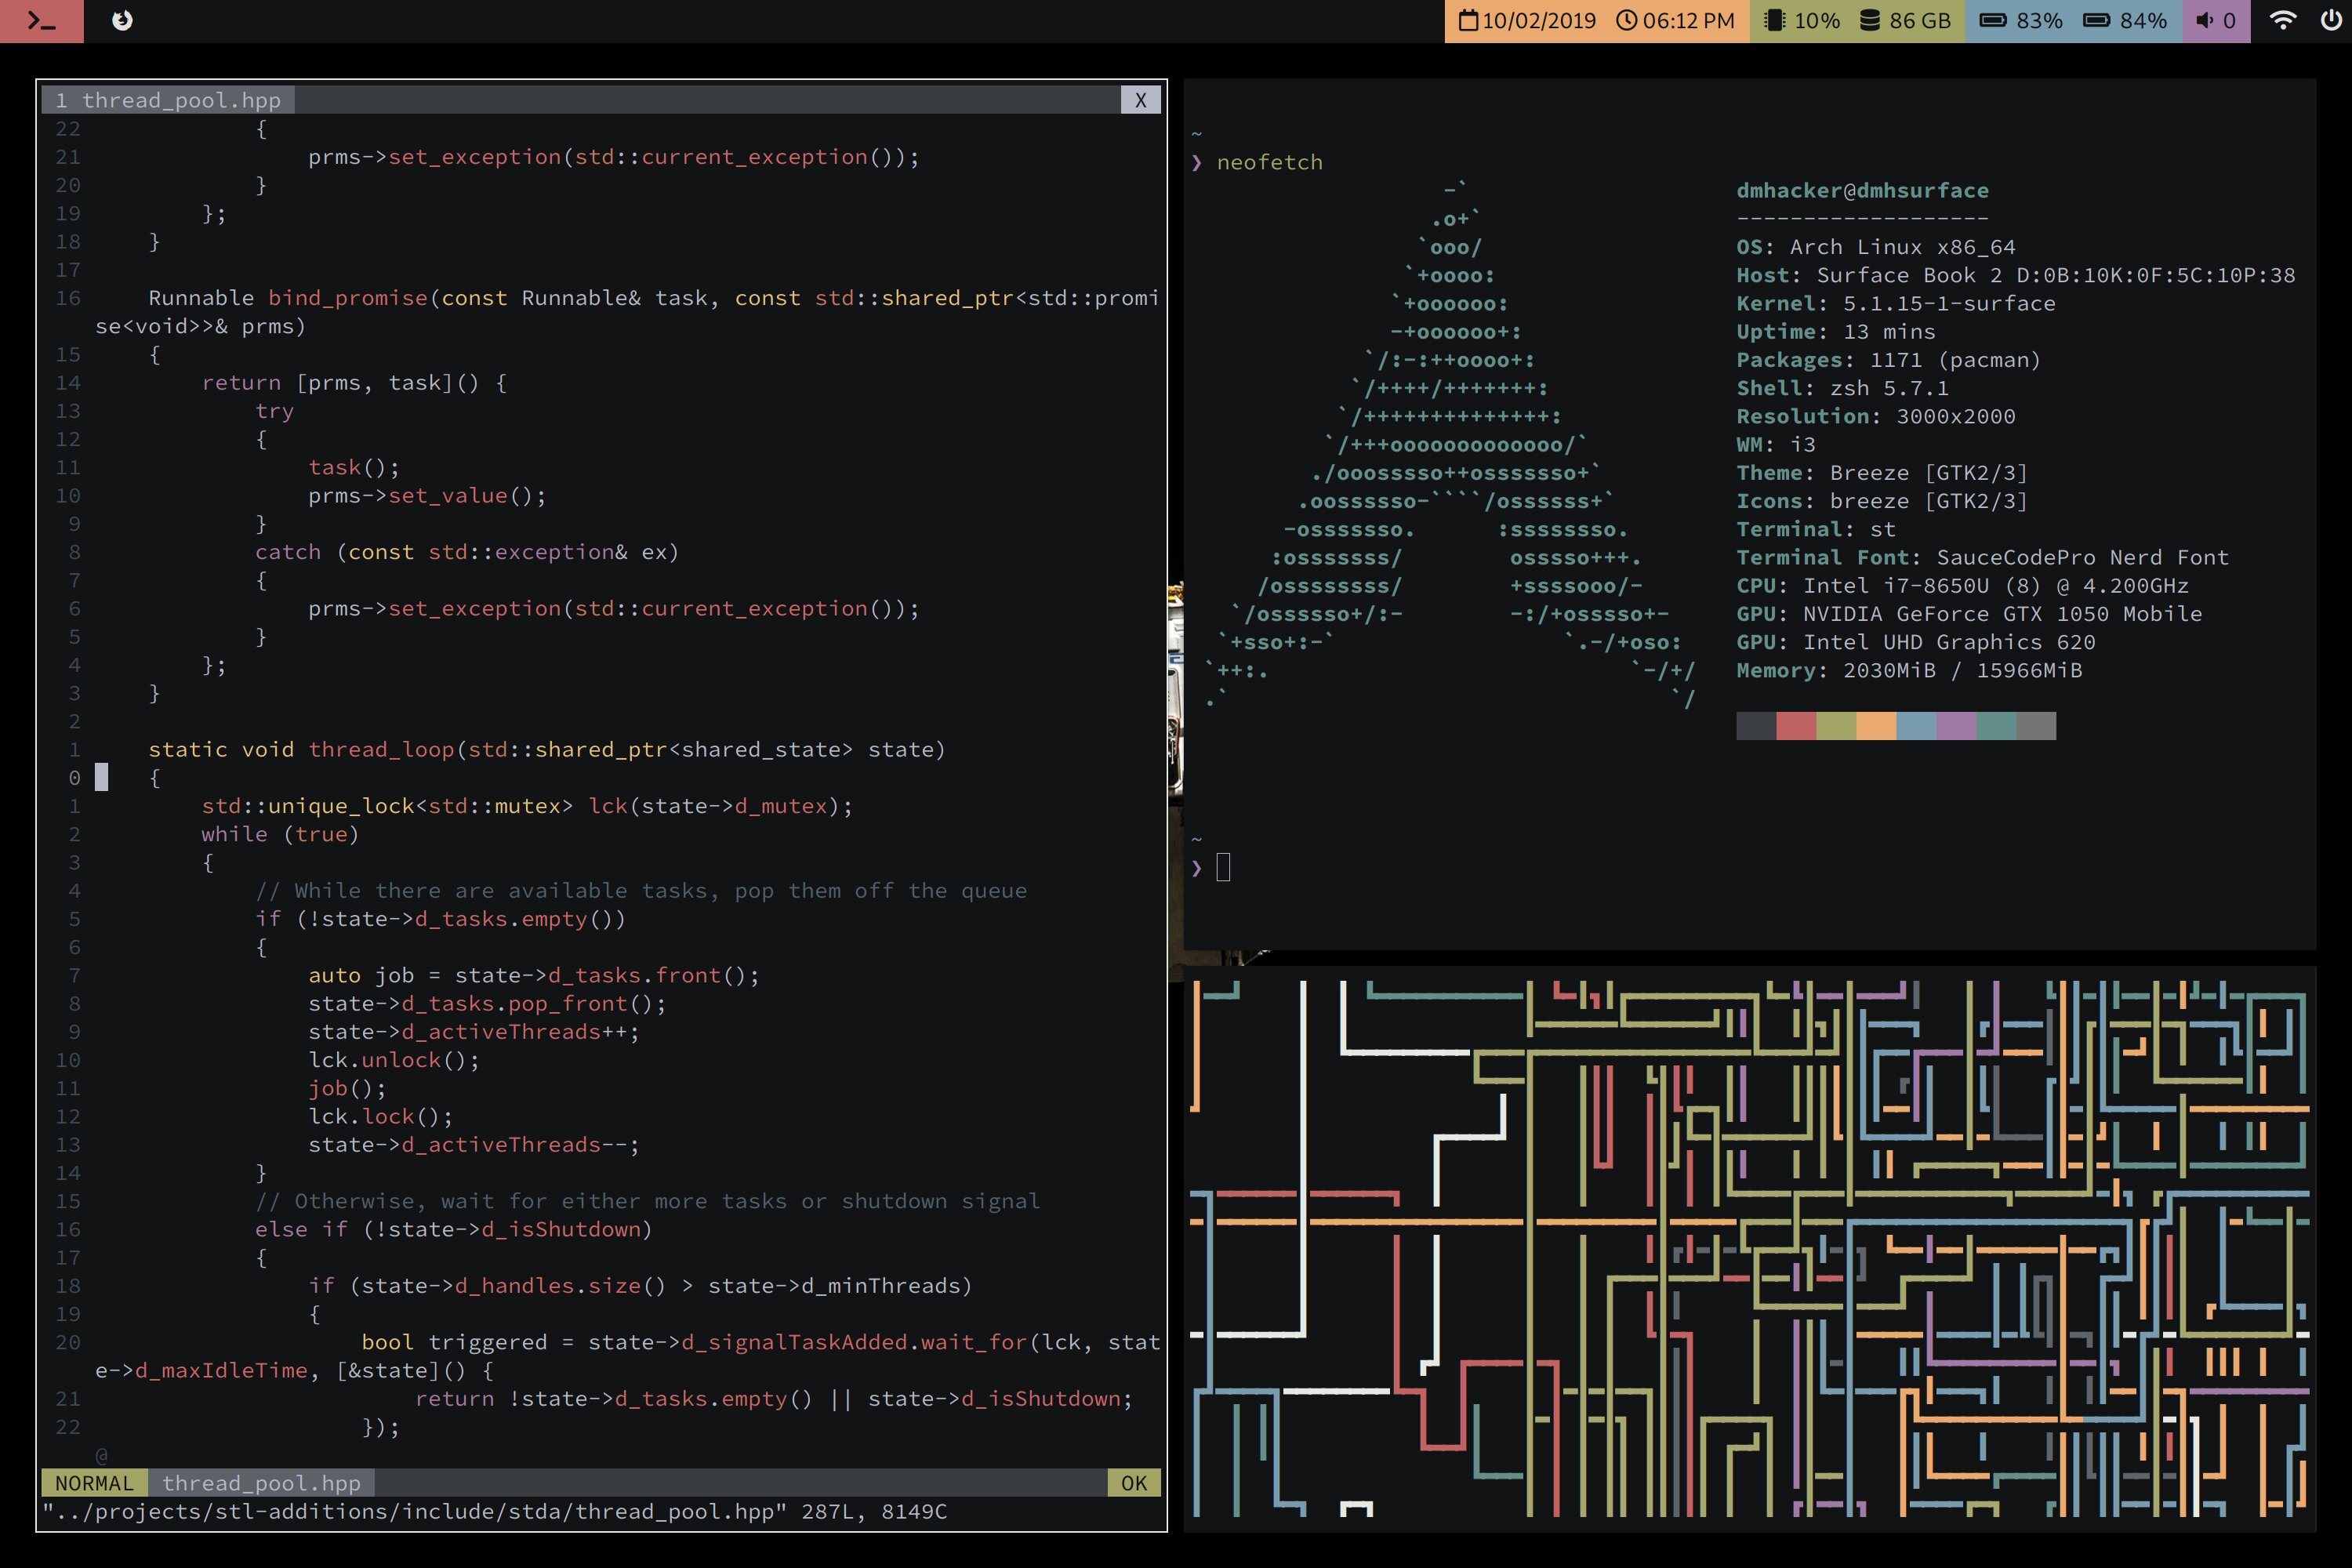 10/02/2019 06:12 PM 10% 86 GB 83% 84% 0
1 thread_pool.hpp X
22 {
21 prms->set_exception(std::current_exception());
20 }
19 };
18 }
17
16 Runnable bind_promise(const Runnable& task, const std::shared_ptr<std::promi
se<void>>& prms)
15 {
14 return [prms, task]() {
13 try
12 {
11 task();
10 prms->set_value();
9 }
8 catch (const std::exception& ex)
7 {
6 prms->set_exception(std::current_exception());
5 }
4 };
3 }
2
1 static void thread_loop(std::shared_ptr<shared_state> state)
0 {
1 std::unique_lock<std::mutex> lck(state->d_mutex);
2 while (true)
3 {
4 // While there are available tasks, pop them off the queue
5 if (!state->d_tasks.empty())
6 {
7 auto job = state->d_tasks.front();
8 state->d_tasks.pop_front();
9 state->d_activeThreads++;
10 lck.unlock();
11 job();
12 lck.lock();
13 state->d_activeThreads--;
14 }
15 // Otherwise, wait for either more tasks or shutdown signal
16 else if (!state->d_isShutdown)
17 {
18 if (state->d_handles.size() > state->d_minThreads)
19 {
20 bool triggered = state->d_signalTaskAdded.wait_for(lck, stat
e->d_maxIdleTime, [&state]() {
21 return !state->d_tasks.empty() || state->d_isShutdown;
22 });
@
NORMAL thread_pool.hpp OK
"../projects/stl-additions/include/stda/thread_pool.hpp" 287L, 8149C
~
❯ neofetch
-`
.o+`
`ooo/
`+oooo:
`+oooooo:
-+oooooo+:
`/:-:++oooo+:
`/++++/+++++++:
`/++++++++++++++:
`/+++ooooooooooooo/`
./ooosssso++osssssso+`
.oossssso-````/ossssss+`
-osssssso. :ssssssso.
:osssssss/ osssso+++.
/ossssssss/ +ssssooo/-
`/ossssso+/:- -:/+osssso+-
`+sso+:-` `.-/+oso:
`++:. `-/+/
.` `/
dmhacker@dmhsurface
-------------------
OS: Arch Linux x86_64
Host: Surface Book 2 D:0B:10K:0F:5C:10P:38
Kernel: 5.1.15-1-surface
Uptime: 13 mins
Packages: 1171 (pacman)
Shell: zsh 5.7.1
Resolution: 3000x2000
WM: i3
Theme: Breeze [GTK2/3]
Icons: breeze [GTK2/3]
Terminal: st
Terminal Font: SauceCodePro Nerd Font
CPU: Intel i7-8650U (8) @ 4.200GHz
GPU: NVIDIA GeForce GTX 1050 Mobile
GPU: Intel UHD Graphics 620
Memory: 2030MiB / 15966MiB
~
❯